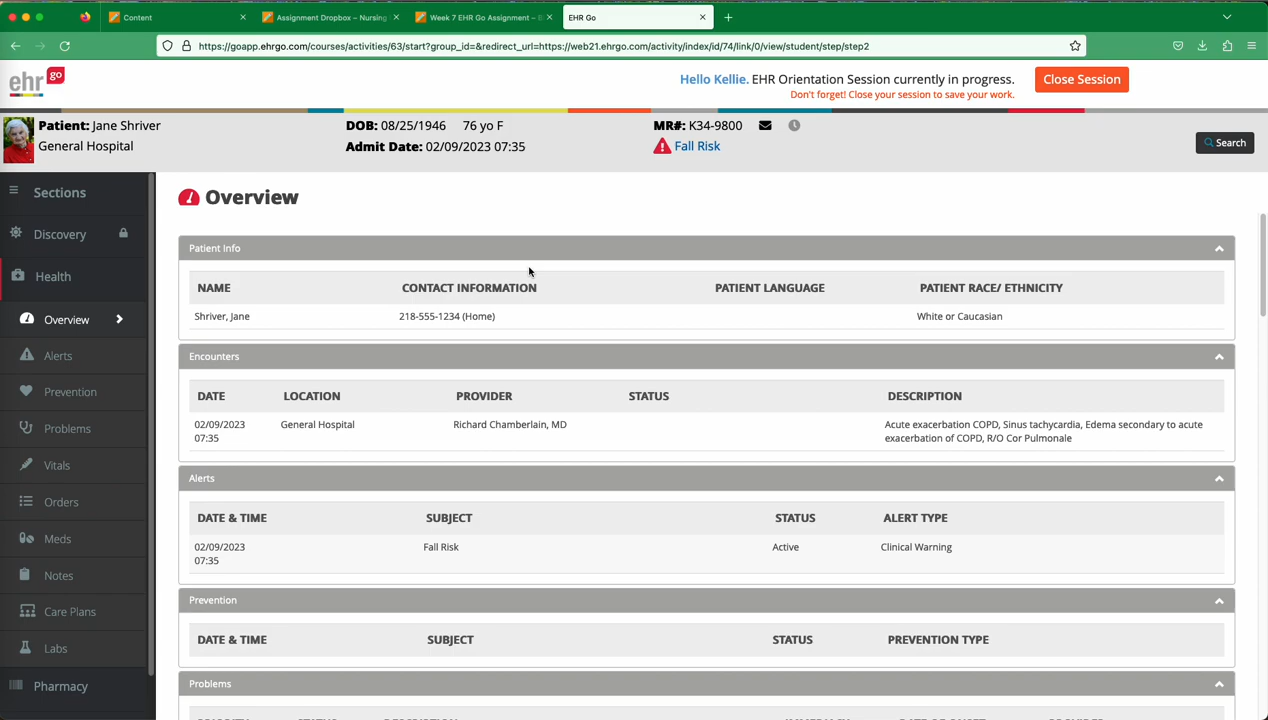 Content
Assignment Dropbox – Nursing
Week 7 EHR Go Assignment –
EHR Go
https://goapp.ehrgo.com/courses/activities/63/start?group_id=&redirect_url=https://web21.ehrgo.com/activity/index/id/74/link/0/view/student/step/step2
ehr go
Hello Kellie. EHR Orientation Session currently in progress.
Don't forget! Close your session to save your work.
Close Session
Patient: Jane Shriver
General Hospital
DOB: 08/25/1946 76 yo F
Admit Date: 02/09/2023 07:35
MR#: K34-9800
Fall Risk
Search
Sections
Discovery
Health
Overview
Alerts
Prevention
Problems
Vitals
Orders
Meds
Notes
Care Plans
Labs
Pharmacy
Overview
Patient Info
NAME CONTACT INFORMATION PATIENT LANGUAGE PATIENT RACE/ ETHNICITY
Shriver, Jane 218-555-1234 (Home) White or Caucasian
Encounters
DATE LOCATION PROVIDER STATUS DESCRIPTION
02/09/2023 General Hospital Richard Chamberlain, MD Acute exacerbation COPD, Sinus tachycardia, Edema secondary to acute
07:35 exacerbation of COPD, R/O Cor Pulmonale
Alerts
DATE & TIME SUBJECT STATUS ALERT TYPE
02/09/2023 Fall Risk Active Clinical Warning
07:35
Prevention
DATE & TIME SUBJECT STATUS PREVENTION TYPE
Problems